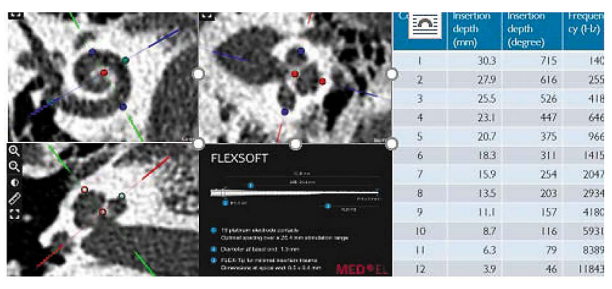 Insertion Insertion Frequen
depth depth cy (Hz)
(mm) (degree)
1 30.3 715 140
2 27.9 616 255
3 25.5 526 418
4 23.1 447 646
5 20.7 375 966
6 18.3 311 1415
7 15.9 254 2047
8 13.5 203 2934
9 11.1 157 4180
10 8.7 116 5931
11 6.3 79 8389
12 3.9 46 11843
FLEXSOFT
19 platinum electrode contacts
Optimal spacing over a 26.4 mm stimulation range
Diameter at basal end: 1.3 mm
FLEX-Tip for minimal insertion trauma
Dimensions at apical end: 0.5 x 0.4 mm
MED-EL